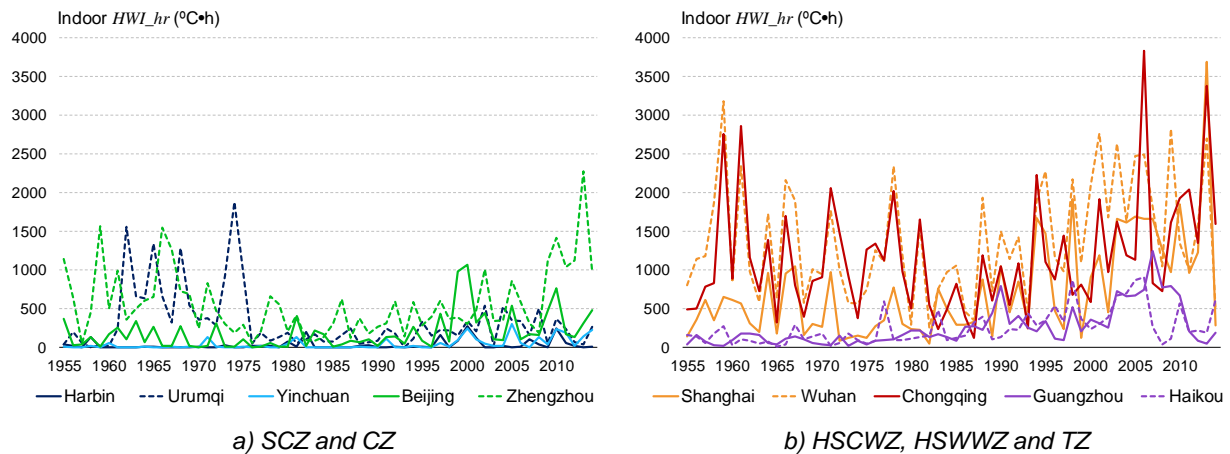 Indoor HWI_hr (ºC•h)
4000
3500
3000
2500
2000
1500
1000
500
0
1955 1960 1965 1970 1975 1980 1985 1990 1995 2000 2005 2010
Harbin Urumqi Yinchuan Beijing Zhengzhou
a) SCZ and CZ
Indoor HWI_hr (ºC•h)
4000
3500
3000
2500
2000
1500
1000
500
0
1955 1960 1965 1970 1975 1980 1985 1990 1995 2000 2005 2010
Shanghai Wuhan Chongqing Guangzhou Haikou
b) HSCWZ, HSWWZ and TZ